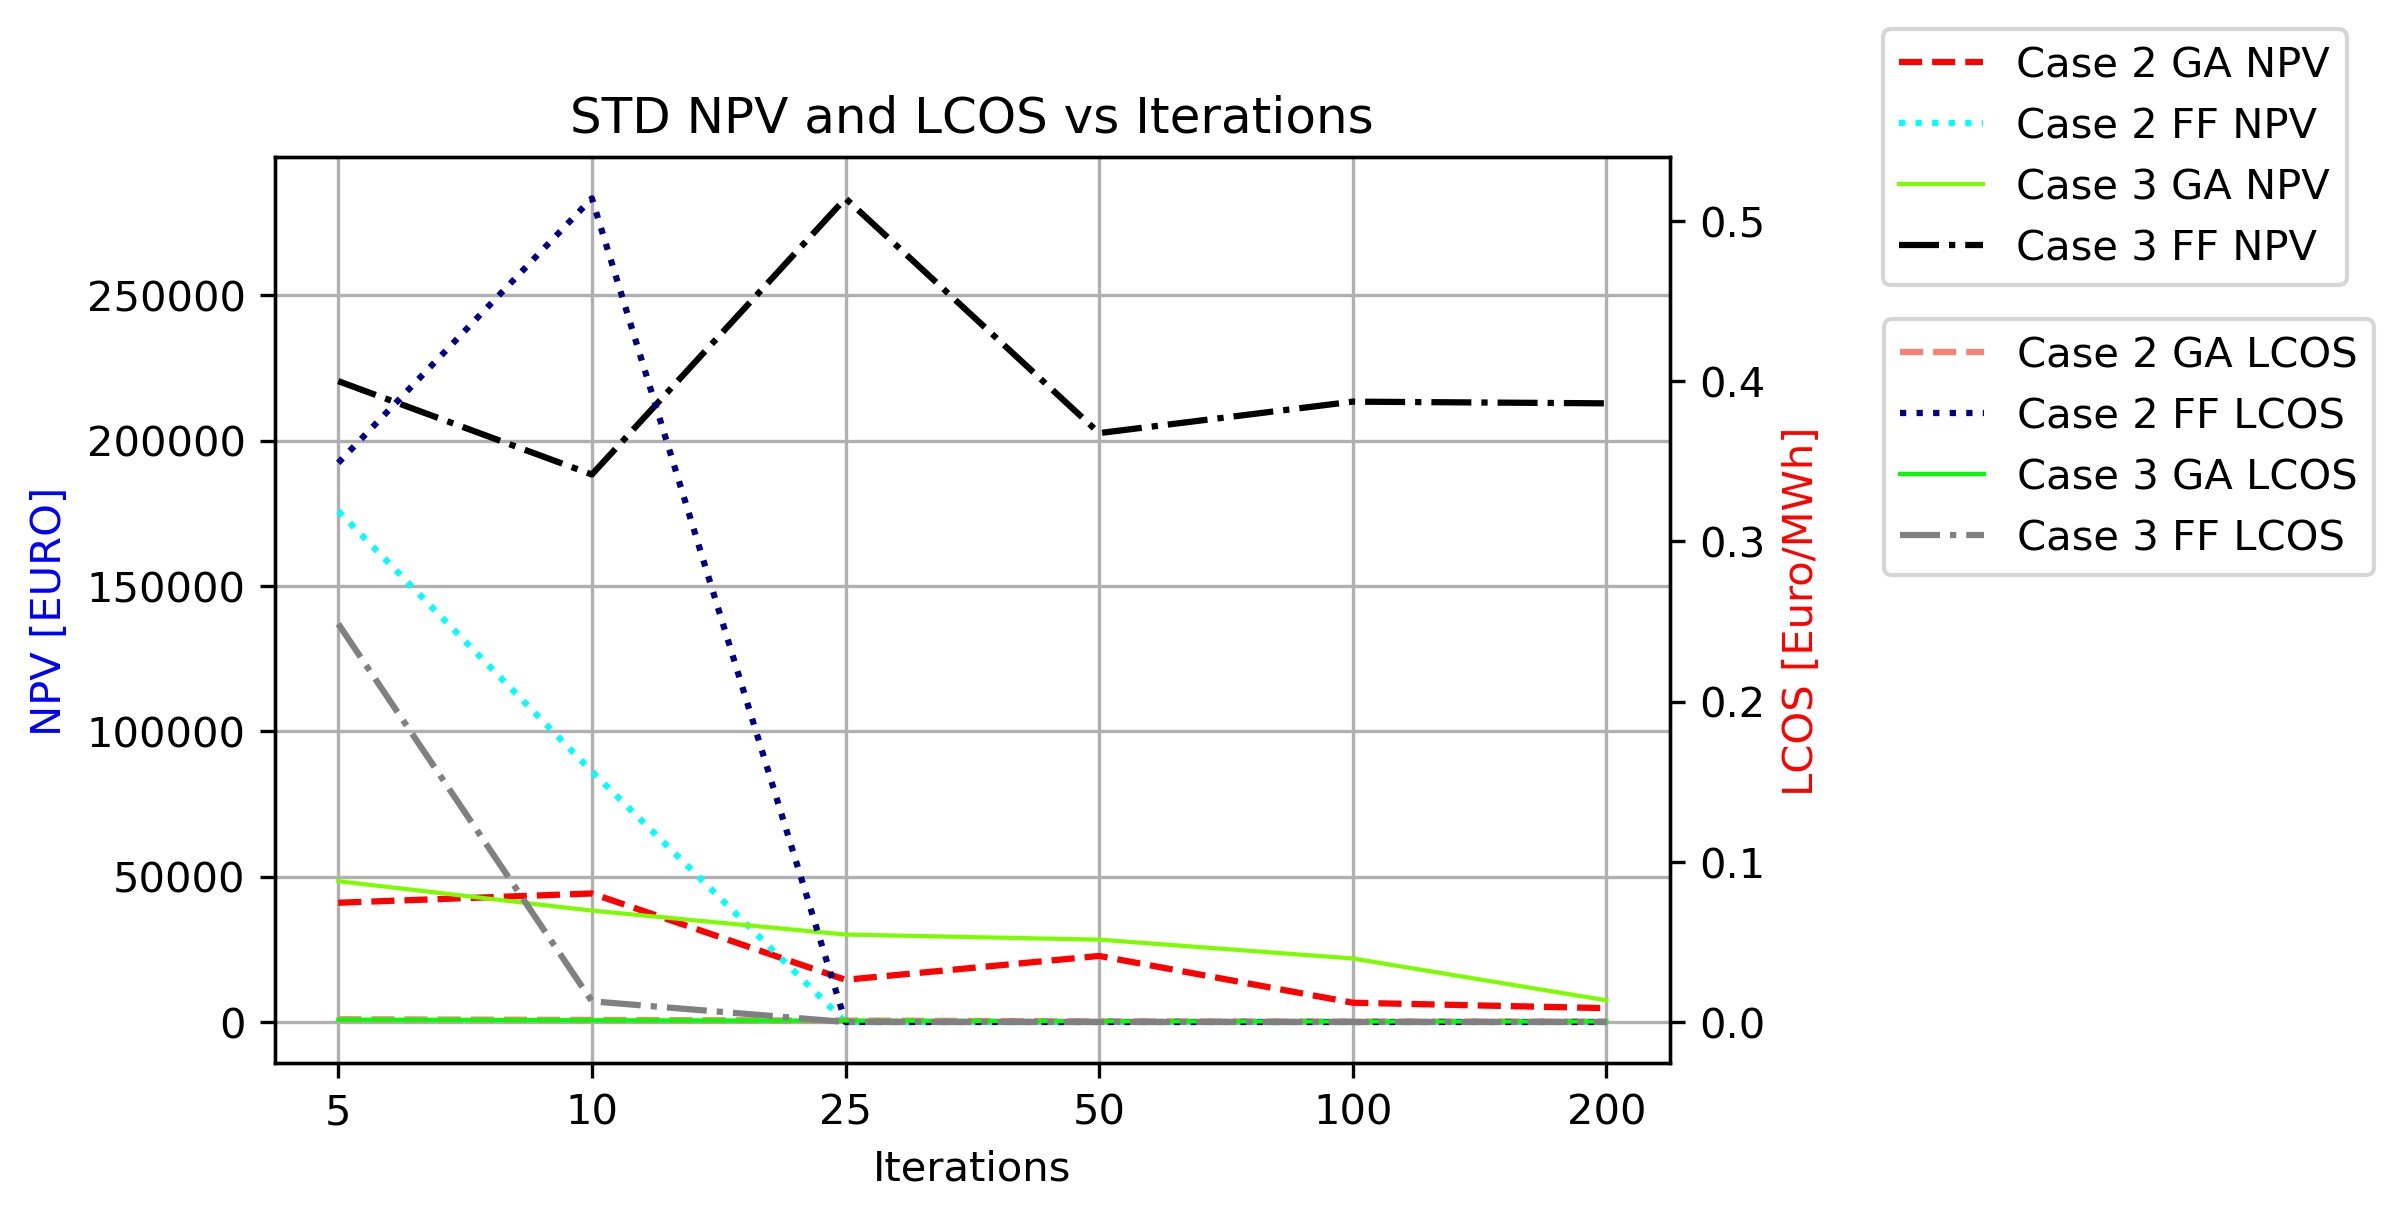 STD NPV and LCOS vs Iterations
NPV [EURO]
250000
200000
150000
100000
50000
0
5 10 25 50 100 200
Iterations
0.5
0.4
0.3
0.2
0.1
0.0
LCOS [Euro/MWh]
Case 2 GA NPV
Case 2 FF NPV
Case 3 GA NPV
Case 3 FF NPV
Case 2 GA LCOS
Case 2 FF LCOS
Case 3 GA LCOS
Case 3 FF LCOS